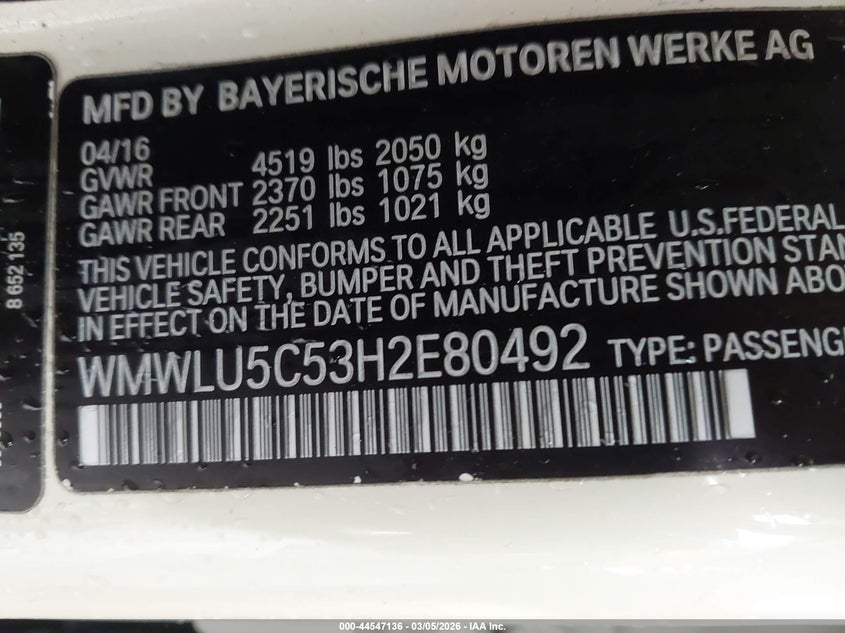 MFD BY BAYERISCHE MOTOREN WERKE AG
04/16
GVWR 4519 lbs 2050 kg
GAWR FRONT 2370 lbs 1075 kg
GAWR REAR 2251 lbs 1021 kg
THIS VEHICLE CONFORMS TO ALL APPLICABLE U.S.FEDERAL
VEHICLE SAFETY, BUMPER AND THEFT PREVENTION STAN
IN EFFECT ON THE DATE OF MANUFACTURE SHOWN ABO
WMWLU5C53H2E80492 TYPE: PASSENG
8 652 135
000-44547136 - 03/05/2026 - IAA Inc.